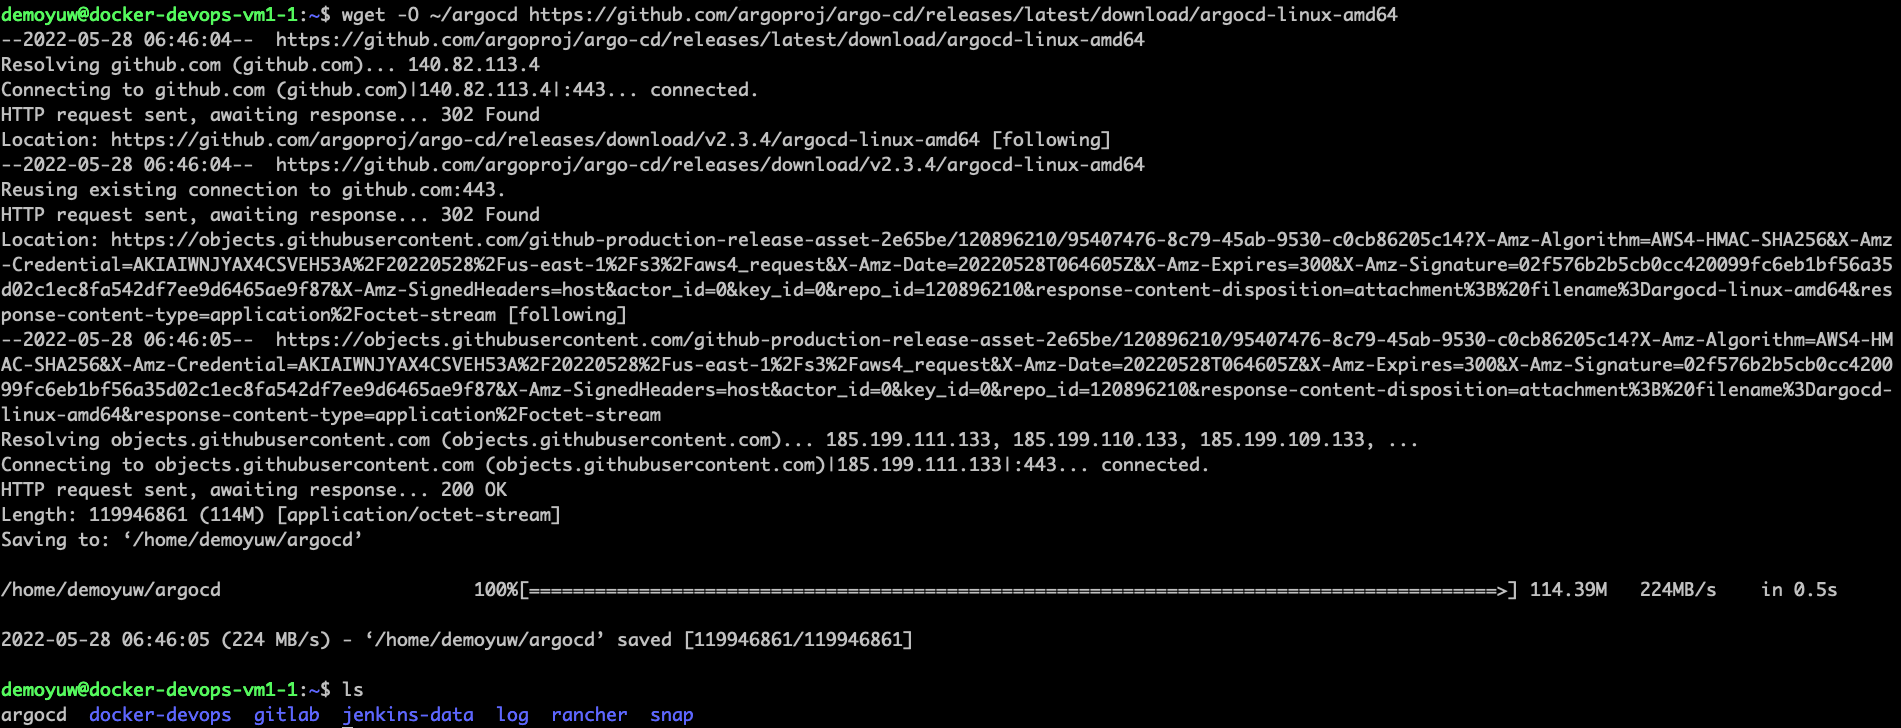 demoyuw@docker-devops-vm1-1:~$ wget -O ~/argocd https://github.com/argoproj/argo-cd/releases/latest/download/argocd-linux-amd64
--2022-05-28 06:46:04--  https://github.com/argoproj/argo-cd/releases/latest/download/argocd-linux-amd64
Resolving github.com (github.com)... 140.82.113.4
Connecting to github.com (github.com)|140.82.113.4|:443... connected.
HTTP request sent, awaiting response... 302 Found
Location: https://github.com/argoproj/argo-cd/releases/download/v2.3.4/argocd-linux-amd64 [following]
--2022-05-28 06:46:04--  https://github.com/argoproj/argo-cd/releases/download/v2.3.4/argocd-linux-amd64
Reusing existing connection to github.com:443.
HTTP request sent, awaiting response... 302 Found
Location: https://objects.githubusercontent.com/github-production-release-asset-2e65be/120896210/95407476-8c79-45ab-9530-c0cb86205c14?X-Amz-Algorithm=AWS4-HMAC-SHA256&X-Amz
-Credential=AKIAIWNJYAX4CSVEH53A%2F20220528%2Fus-east-1%2Fs3%2Faws4_request&X-Amz-Date=20220528T064605Z&X-Amz-Expires=300&X-Amz-Signature=02f576b2b5cb0cc420099fc6eb1bf56a35
d02c1ec8fa542df7ee9d6465ae9f87&X-Amz-SignedHeaders=host&actor_id=0&key_id=0&repo_id=120896210&response-content-disposition=attachment%3B%20filename%3Dargocd-linux-amd64&res
ponse-content-type=application%2Foctet-stream [following]
--2022-05-28 06:46:05--  https://objects.githubusercontent.com/github-production-release-asset-2e65be/120896210/95407476-8c79-45ab-9530-c0cb86205c14?X-Amz-Algorithm=AWS4-HM
AC-SHA256&X-Amz-Credential=AKIAIWNJYAX4CSVEH53A%2F20220528%2Fus-east-1%2Fs3%2Faws4_request&X-Amz-Date=20220528T064605Z&X-Amz-Expires=300&X-Amz-Signature=02f576b2b5cb0cc4200
99fc6eb1bf56a35d02c1ec8fa542df7ee9d6465ae9f87&X-Amz-SignedHeaders=host&actor_id=0&key_id=0&repo_id=120896210&response-content-disposition=attachment%3B%20filename%3Dargocd-
linux-amd64&response-content-type=application%2Foctet-stream
Resolving objects.githubusercontent.com (objects.githubusercontent.com)... 185.199.111.133, 185.199.110.133, 185.199.109.133, ...
Connecting to objects.githubusercontent.com (objects.githubusercontent.com)|185.199.111.133|:443... connected.
HTTP request sent, awaiting response... 200 OK
Length: 119946861 (114M) [application/octet-stream]
Saving to: ‘/home/demoyuw/argocd’
/home/demoyuw/argocd                       100%[========================================================================================>] 114.39M   224MB/s    in 0.5s
2022-05-28 06:46:05 (224 MB/s) - ‘/home/demoyuw/argocd’ saved [119946861/119946861]
demoyuw@docker-devops-vm1-1:~$ ls
argocd  docker-devops  gitlab  jenkins-data  log  rancher  snap